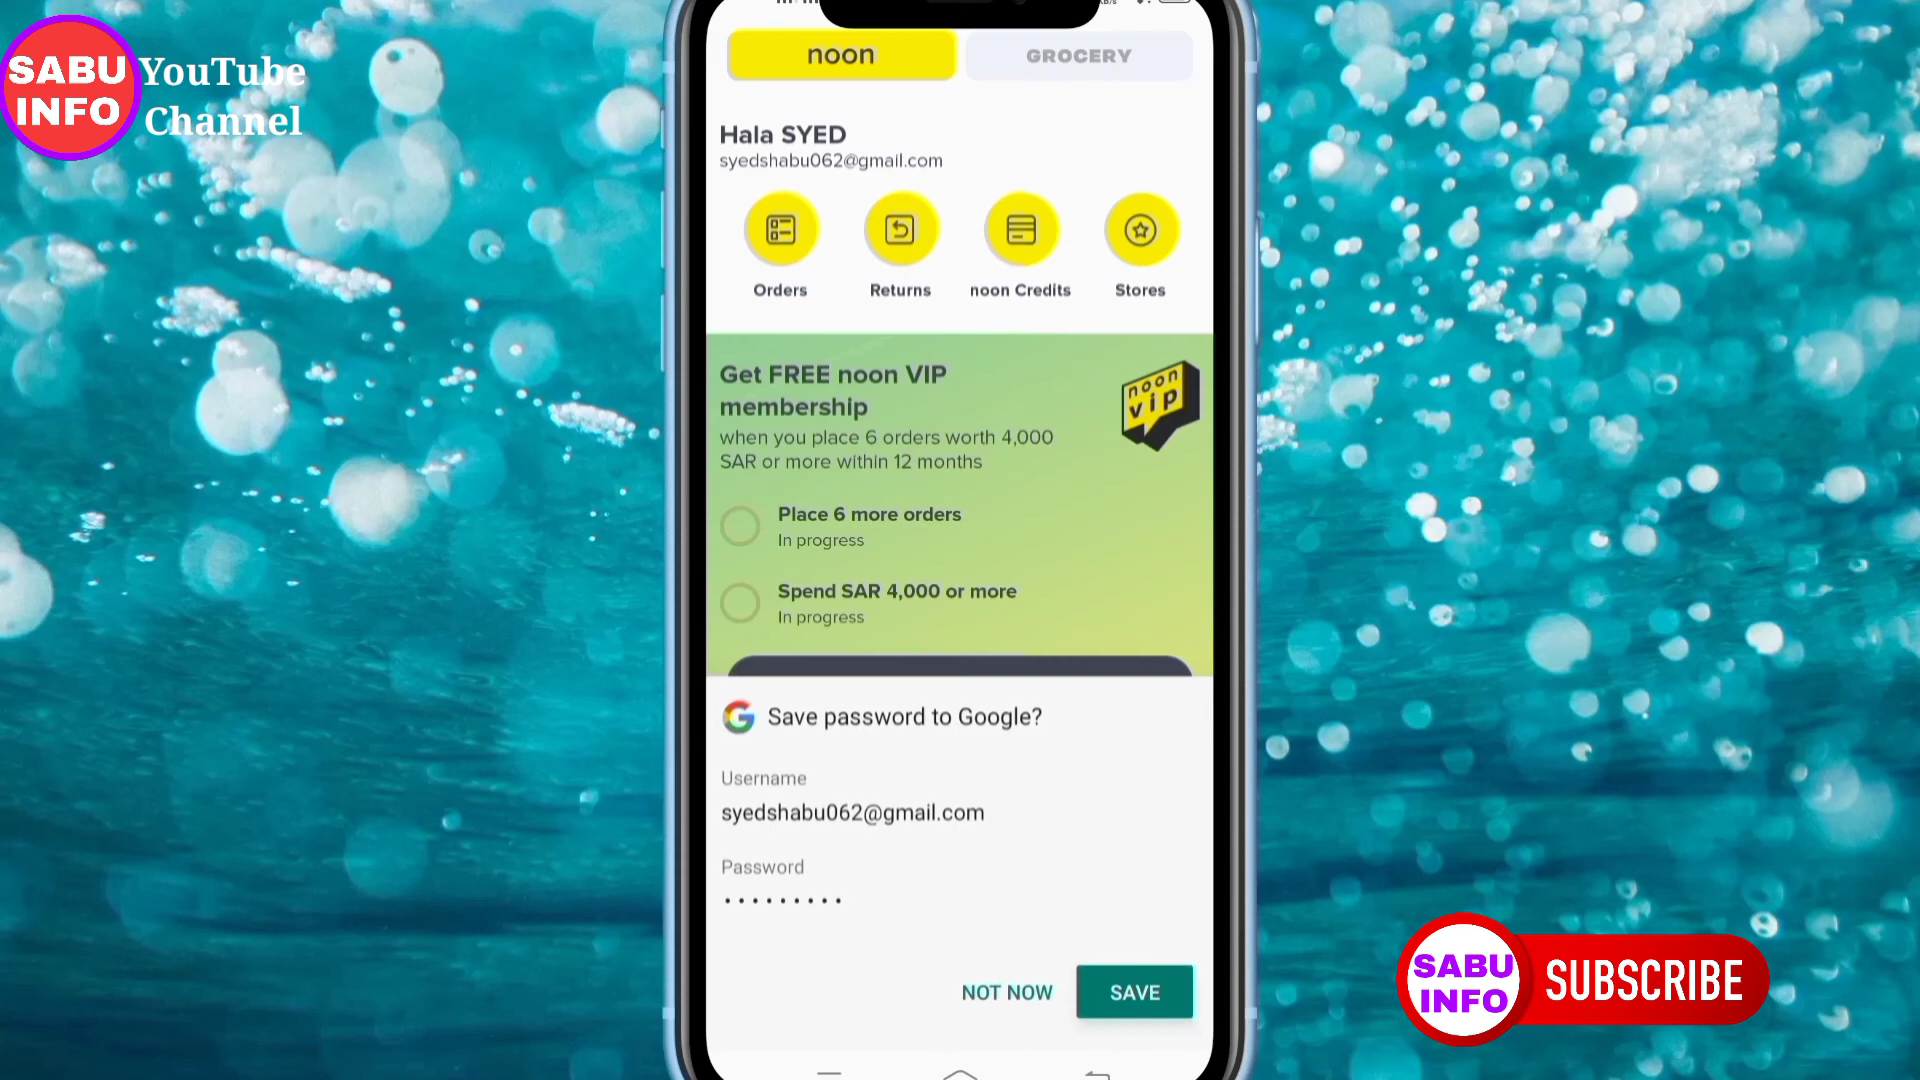 SABU
INFO
YouTube
Channel
noon
GROCERY
Hala SYED
syedshabu062@gmail.com
Orders
Returns
noon Credits
Stores
Get FREE noon VIP
membership
when you place 6 orders worth 4,000
SAR or more within 12 months
noon
vip
Place 6 more orders
In progress
Spend SAR 4,000 or more
In progress
Save password to Google?
Username
syedshabu062@gmail.com
Password
•••••••••
NOT NOW
SAVE
SABU
INFO
SUBSCRIBE